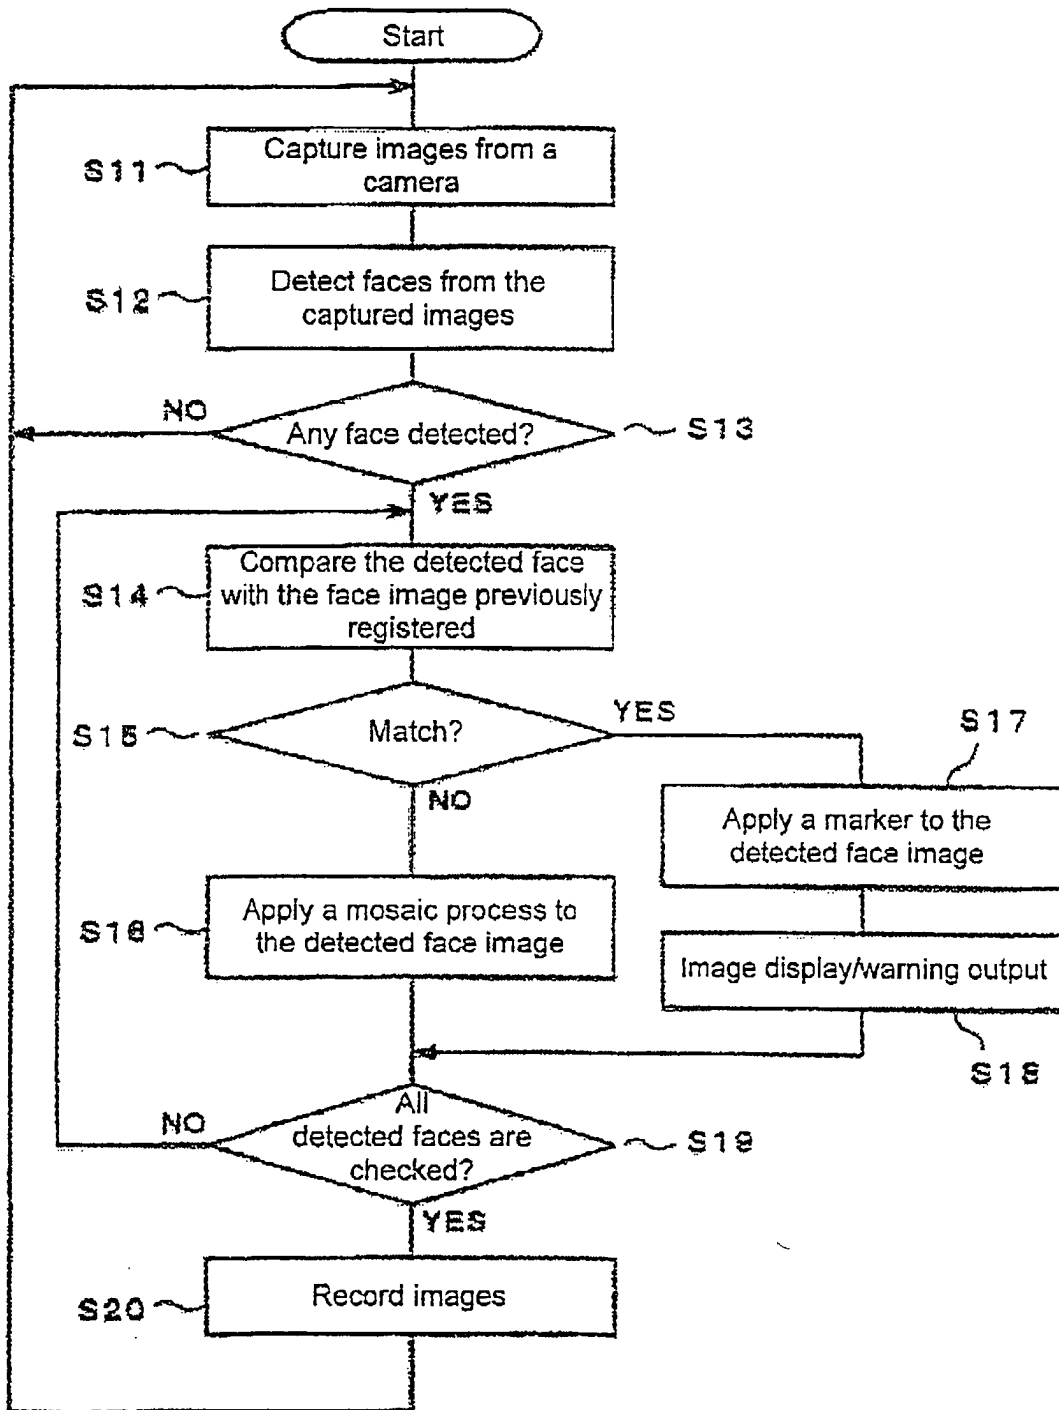 Start
S11
Capture images from a
camera
S12
Detect faces from the
captured images
NO
Any face detected?
S13
YES
S14
Compare the detected face
with the face image previously
registered
S15
Match?
YES
NO
S17
Apply a marker to the
detected face image
S16
Apply a mosaic process to
the detected face image
Image display/warning output
S18
NO
All
detected faces are
checked?
S19
YES
S20
Record images